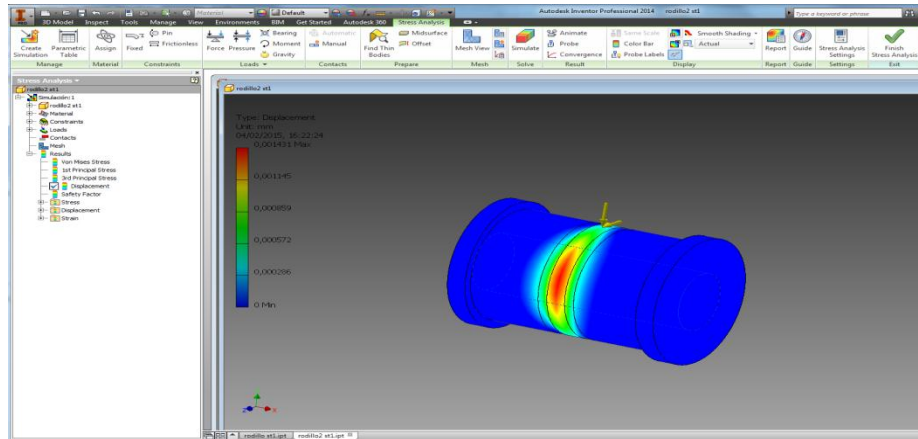 Autodesk Inventor Professional 2014 rodillo2 st1
Type a keyword or phrase
Material
Default
3D Model Inspect Tools Manage View Environments BIM Get Started Autodesk 360 Stress Analysis
Create Simulation
Parametric Table
Assign
Fixed
Pin
Frictionless
Force
Pressure
Bearing
Moment
Gravity
Automatic
Manual
Find Thin Bodies
Midsurface
Offset
Mesh View
Simulate
Animate
Probe
Convergence
Same Scale
Color Bar
Probe Labels
Smooth Shading
Actual
Report
Guide
Stress Analysis Settings
Finish Stress Analysis
Manage Material Constraints Loads Contacts Prepare Mesh Solve Result Display Report Guide Settings Exit
Stress Analysis
rodillo2 st1
Simulación:1
rodillo2 st1
Material
Constraints
Loads
Contacts
Mesh
Results
Von Mises Stress
1st Principal Stress
3rd Principal Stress
Displacement
Safety Factor
Stress
Displacement
Strain
rodillo2 st1
Type: Displacement
Unit: mm
04/02/2015, 16:22:24
0,001431 Max
0,001145
0,000859
0,000572
0,000286
0 Min
z
x
rodillo st1.ipt rodillo2 st1.ipt